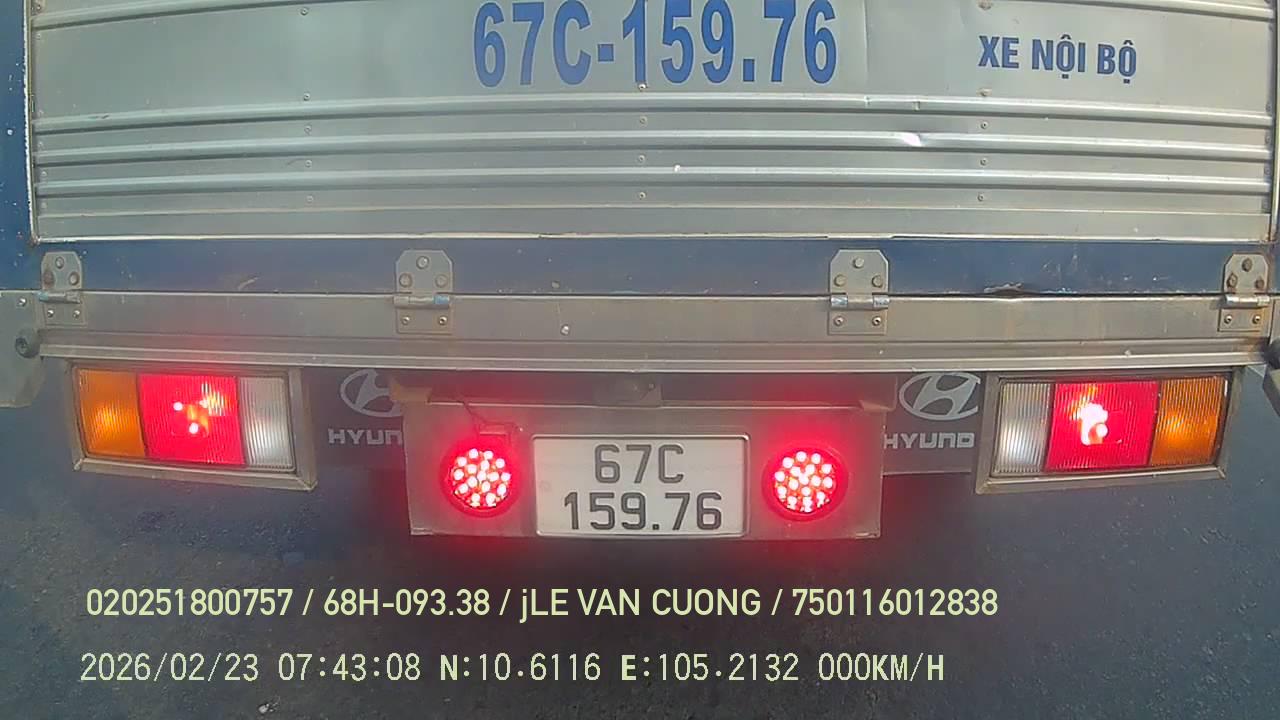 67C-159.76
XE NỘI BỘ
HYUN
HYUND
67C
159.76
020251800757 / 68H-093.38 / jLE VAN CUONG / 750116012838
2026/02/23 07:43:08 N:10.6116 E:105.2132 000KM/H